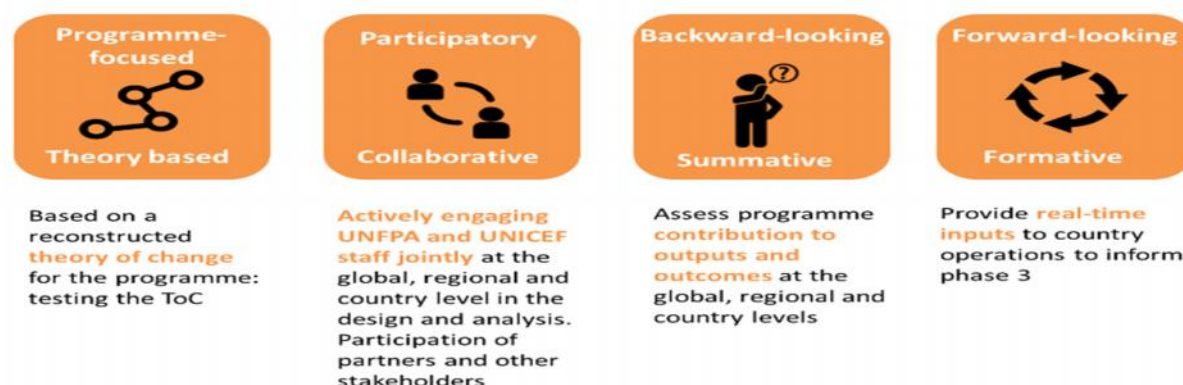 Programme-
focused
Theory based
Based on a
reconstructed
theory of change
for the programme:
testing the ToC
Participatory
Collaborative
Actively engaging
UNFPA and UNICEF
staff jointly at the
global, regional and
country level in the
design and analysis.
Participation of
partners and other
stakeholders
Backward-looking
?
Summative
Assess programme
contribution to
outputs and
outcomes at the
global, regional and
country levels
Forward-looking
Formative
Provide real-time
inputs to country
operations to inform
phase 3